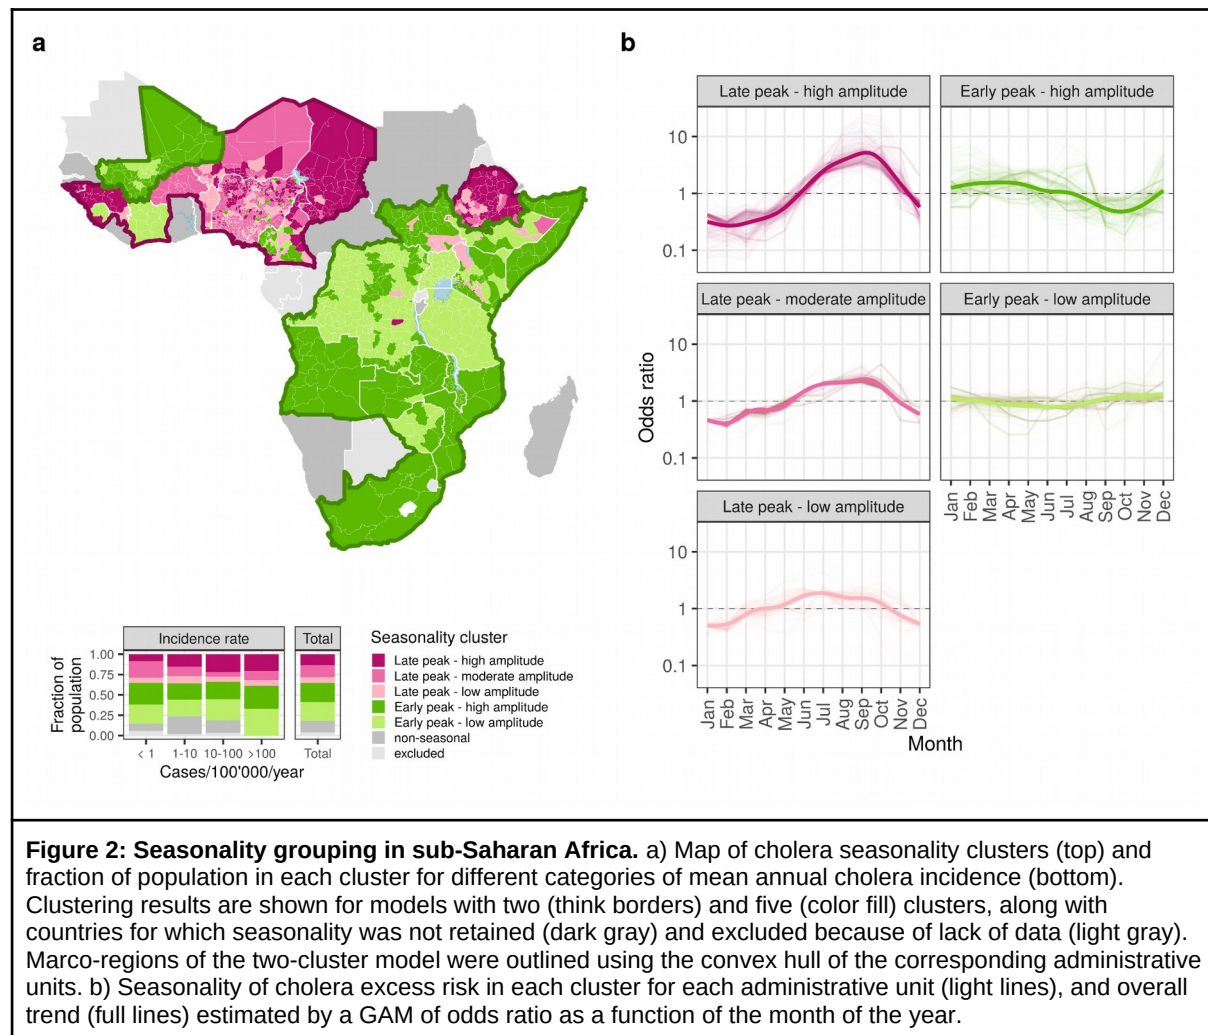 a
Incidence rate
Total
Fraction of
population
1.00
0.75
0.50
0.25
0.00
< 1
1-10
10-100
>100
Total
Cases/100'000/year
Seasonality cluster
Late peak - high amplitude
Late peak - moderate amplitude
Late peak - low amplitude
Early peak - high amplitude
Early peak - low amplitude
non-seasonal
excluded
b
Late peak - high amplitude
Early peak - high amplitude
10
1
0.1
Late peak - moderate amplitude
Early peak - low amplitude
10
1
0.1
Odds ratio
Jan Feb Mar Apr May Jun Jul Aug Sep Oct Nov Dec
Late peak - low amplitude
10
1
0.1
Jan Feb Mar Apr May Jun Jul Aug Sep Oct Nov Dec
Month
Figure 2: Seasonality grouping in sub-Saharan Africa. a) Map of cholera seasonality clusters (top) and
fraction of population in each cluster for different categories of mean annual cholera incidence (bottom).
Clustering results are shown for models with two (think borders) and five (color fill) clusters, along with
countries for which seasonality was not retained (dark gray) and excluded because of lack of data (light gray).
Marco-regions of the two-cluster model were outlined using the convex hull of the corresponding administrative
units. b) Seasonality of cholera excess risk in each cluster for each administrative unit (light lines), and overall
trend (full lines) estimated by a GAM of odds ratio as a function of the month of the year.